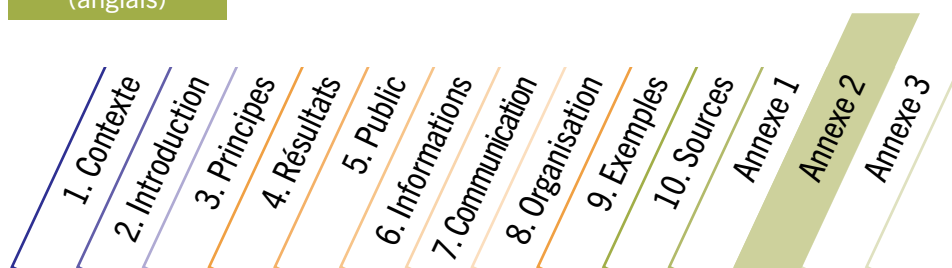 (anglais)
1. Contexte
2. Introduction
3. Principes
4. Résultats
5. Public
6. Informations
7. Communication
8. Organisation
9. Exemples
10. Sources
Annexe 1
Annexe 2
Annexe 3